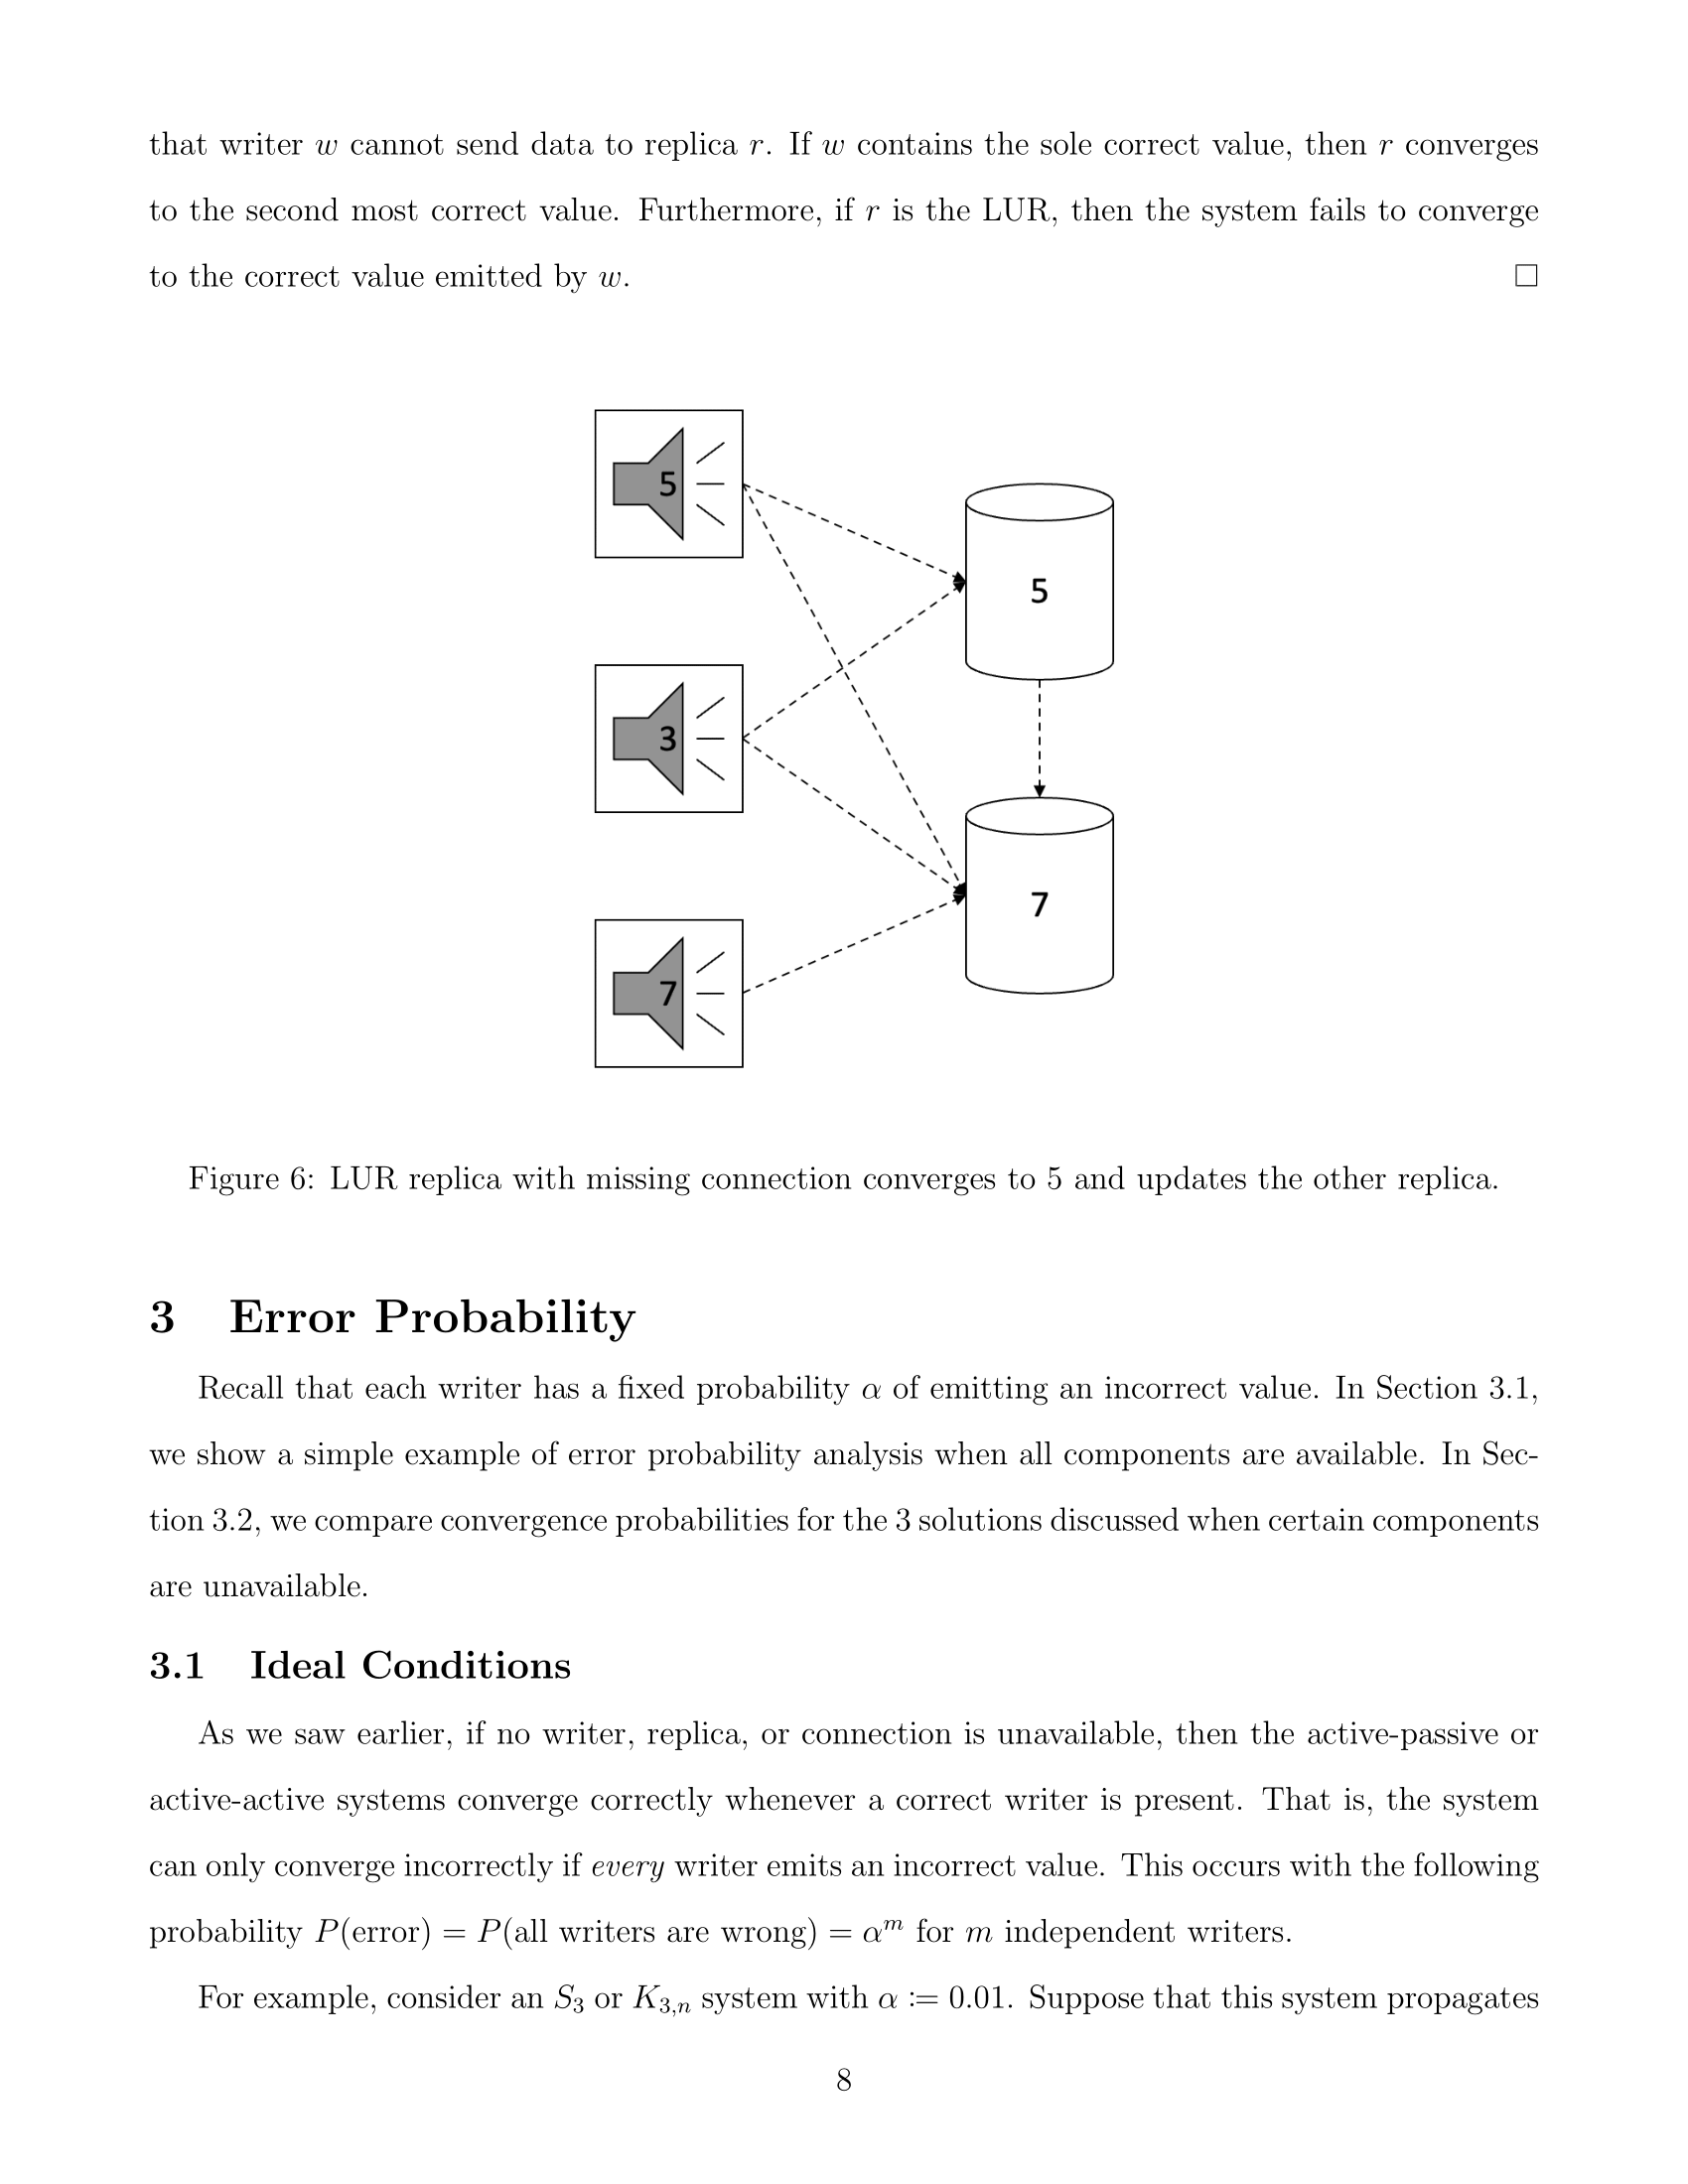 that writer w cannot send data to replica r. If w contains the sole correct value, then r converges
to the second most correct value. Furthermore, if r is the LUR, then the system fails to converge
to the correct value emitted by w. □
5
5
3
7
7
Figure 6: LUR replica with missing connection converges to 5 and updates the other replica.
3 Error Probability
Recall that each writer has a fixed probability α of emitting an incorrect value. In Section 3.1,
we show a simple example of error probability analysis when all components are available. In Sec-
tion 3.2, we compare convergence probabilities for the 3 solutions discussed when certain components
are unavailable.
3.1 Ideal Conditions
As we saw earlier, if no writer, replica, or connection is unavailable, then the active-passive or
active-active systems converge correctly whenever a correct writer is present. That is, the system
can only converge incorrectly if every writer emits an incorrect value. This occurs with the following
probability P(error) = P(all writers are wrong) = α^m for m independent writers.
For example, consider an S_3 or K_{3,n} system with α := 0.01. Suppose that this system propagates
8